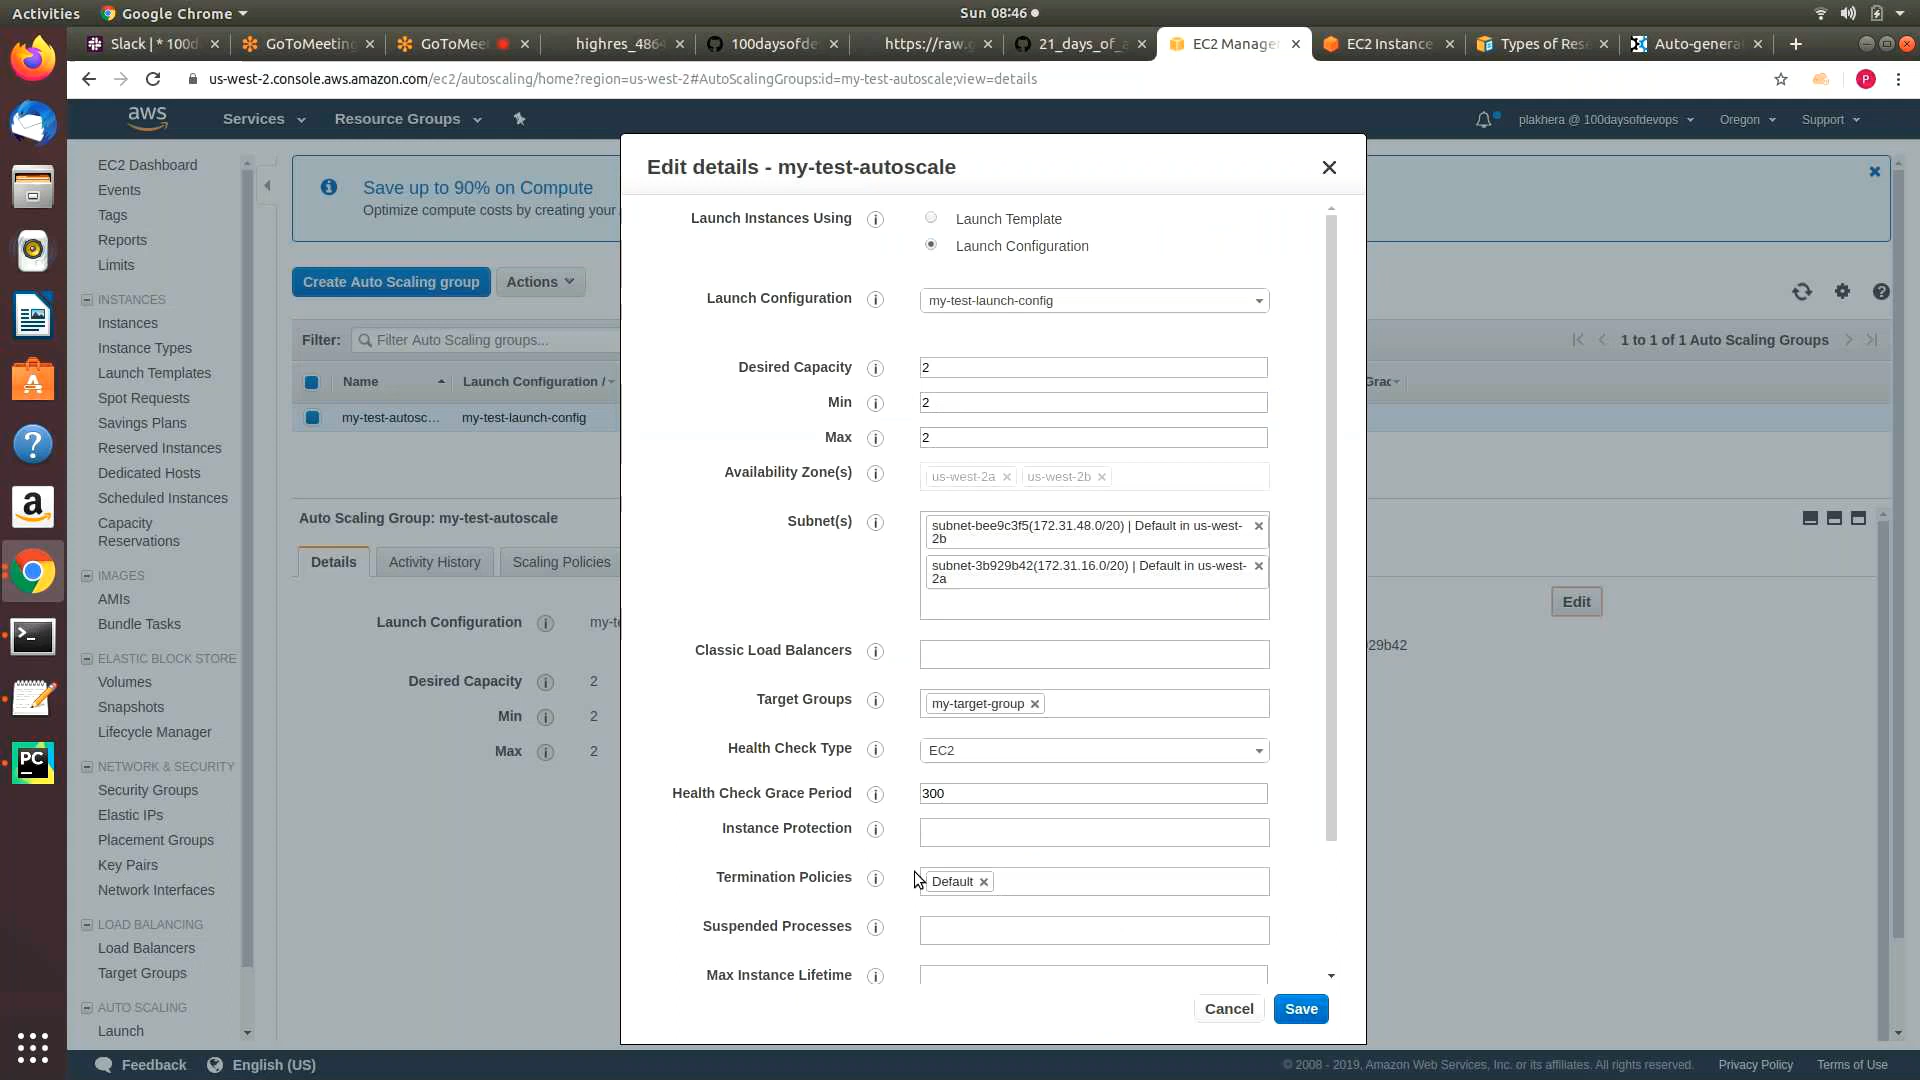 Activities
Google Chrome
Sun 08:46
Slack | * 100d
GoToMeeting
GoToMee
highres_486
100daysofde
https://raw.g
21_days_of_a
EC2 Manage
EC2 Instance
Types of Res
Auto-genera
us-west-2.console.aws.amazon.com/ec2/autoscaling/home?region=us-west-2#AutoScalingGroups:id=my-test-autoscale;view=details
P
aws
Services
Resource Groups
plakhera @ 100daysofdevops
Oregon
Support
EC2 Dashboard
Events
Tags
Reports
Limits
INSTANCES
Instances
Instance Types
Launch Templates
Spot Requests
Savings Plans
Reserved Instances
Dedicated Hosts
Scheduled Instances
Capacity
Reservations
IMAGES
AMIs
Bundle Tasks
ELASTIC BLOCK STORE
Volumes
Snapshots
Lifecycle Manager
NETWORK & SECURITY
Security Groups
Elastic IPs
Placement Groups
Key Pairs
Network Interfaces
LOAD BALANCING
Load Balancers
Target Groups
AUTO SCALING
Launch
Save up to 90% on Compute
Optimize compute costs by creating your
Create Auto Scaling group
Actions
Filter:
Filter Auto Scaling groups...
1 to 1 of 1 Auto Scaling Groups
Name
Launch Configuration /
Grac
my-test-autosc...
my-test-launch-config
Auto Scaling Group: my-test-autoscale
Details
Activity History
Scaling Policies
Edit
Launch Configuration
my-te
29b42
Desired Capacity
2
Min
2
Max
2
Edit details - my-test-autoscale
Launch Instances Using
Launch Template
Launch Configuration
Launch Configuration
my-test-launch-config
Desired Capacity
2
Min
2
Max
2
Availability Zone(s)
us-west-2a
us-west-2b
Subnet(s)
subnet-bee9c3f5(172.31.48.0/20) | Default in us-west-
2b
subnet-3b929b42(172.31.16.0/20) | Default in us-west-
2a
Classic Load Balancers
Target Groups
my-target-group
Health Check Type
EC2
Health Check Grace Period
300
Instance Protection
Termination Policies
Default
Suspended Processes
Max Instance Lifetime
Cancel
Save
Feedback
English (US)
© 2008 - 2019, Amazon Web Services, Inc. or its affiliates. All rights reserved.
Privacy Policy
Terms of Use